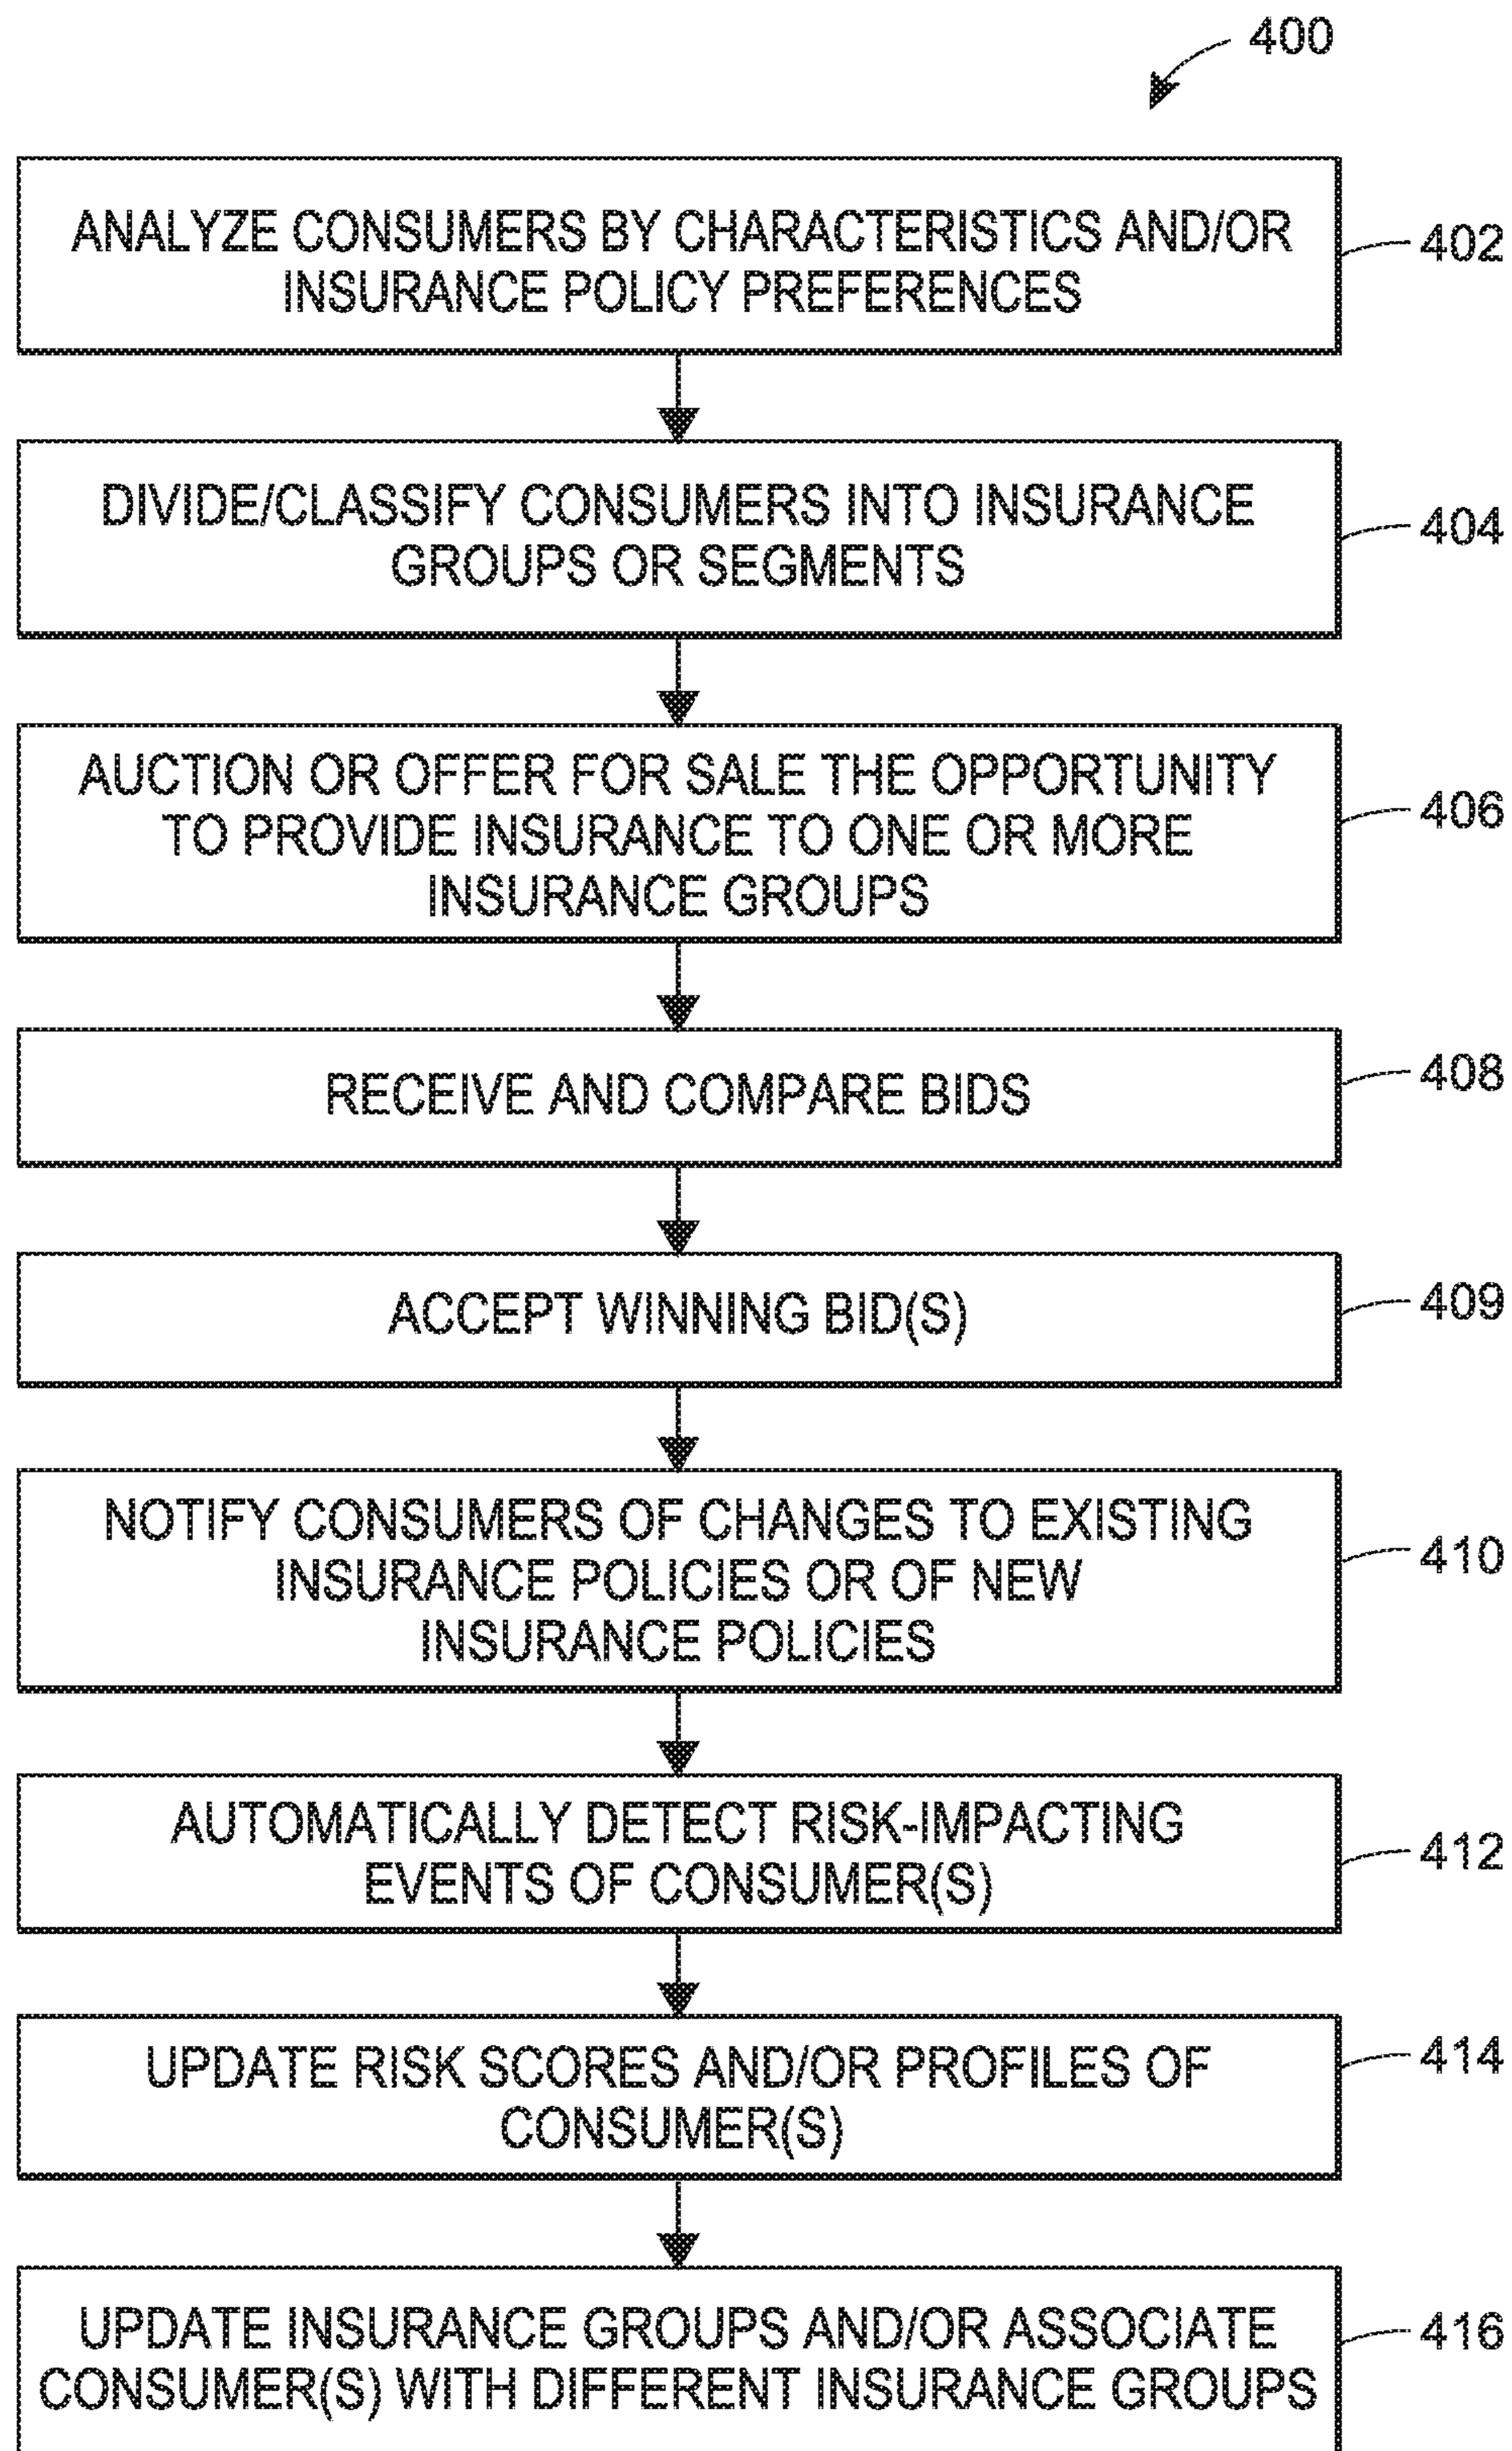 400
ANALYZE CONSUMERS BY CHARACTERISTICS AND/OR
INSURANCE POLICY PREFERENCES
402
DIVIDE/CLASSIFY CONSUMERS INTO INSURANCE
GROUPS OR SEGMENTS
404
AUCTION OR OFFER FOR SALE THE OPPORTUNITY
TO PROVIDE INSURANCE TO ONE OR MORE
INSURANCE GROUPS
406
RECEIVE AND COMPARE BIDS
408
ACCEPT WINNING BID(S)
409
NOTIFY CONSUMERS OF CHANGES TO EXISTING
INSURANCE POLICIES OR OF NEW
INSURANCE POLICIES
410
AUTOMATICALLY DETECT RISK-IMPACTING
EVENTS OF CONSUMER(S)
412
UPDATE RISK SCORES AND/OR PROFILES OF
CONSUMER(S)
414
UPDATE INSURANCE GROUPS AND/OR ASSOCIATE
CONSUMER(S) WITH DIFFERENT INSURANCE GROUPS
416